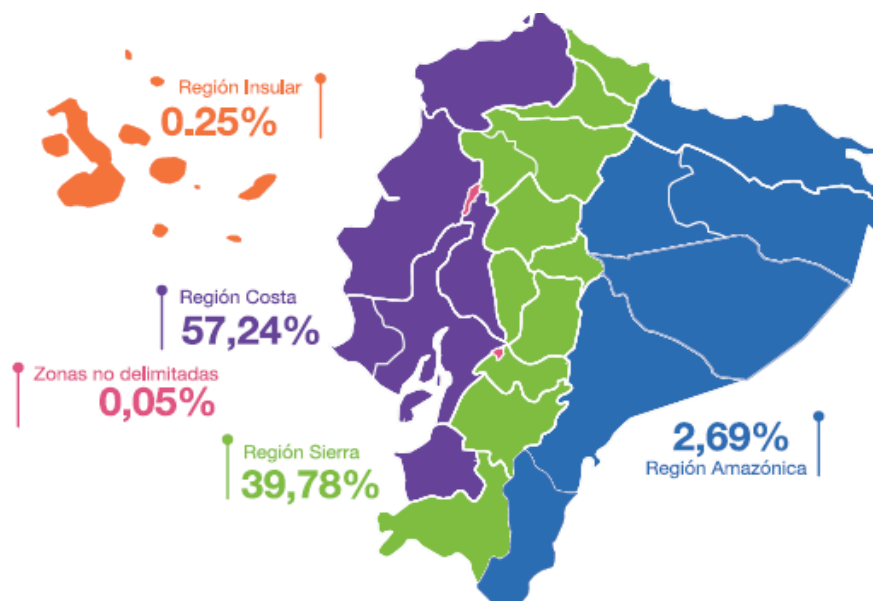 Región Insular
0.25%
Región Costa
57,24%
Zonas no delimitadas
0,05%
Región Sierra
39,78%
2,69%
Región Amazónica